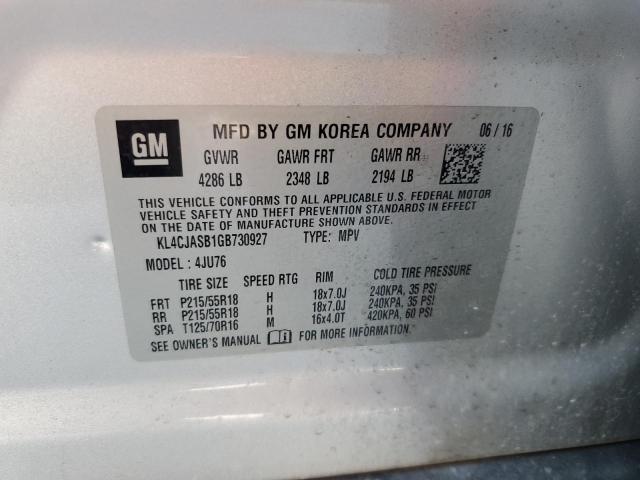 GM MFD BY GM KOREA COMPANY 06/16
GVWR GAWR FRT GAWR RR
4286 LB 2348 LB 2194 LB
THIS VEHICLE CONFORMS TO ALL APPLICABLE U.S. FEDERAL MOTOR
VEHICLE SAFETY AND THEFT PREVENTION STANDARDS IN EFFECT
ON THE DATE OF MANUFACTURE SHOWN ABOVE.
KL4CJASB1GB730927 TYPE: MPV
MODEL: 4JU76
TIRE SIZE SPEED RTG RIM COLD TIRE PRESSURE
FRT P215/55R18 H 18x7.0J 240KPA, 35 PSI
RR P215/55R18 H 18x7.0J 240KPA, 35 PSI
SPA T125/70R16 M 16x4.0T 420KPA, 60 PSI
SEE OWNER'S MANUAL FOR MORE INFORMATION.